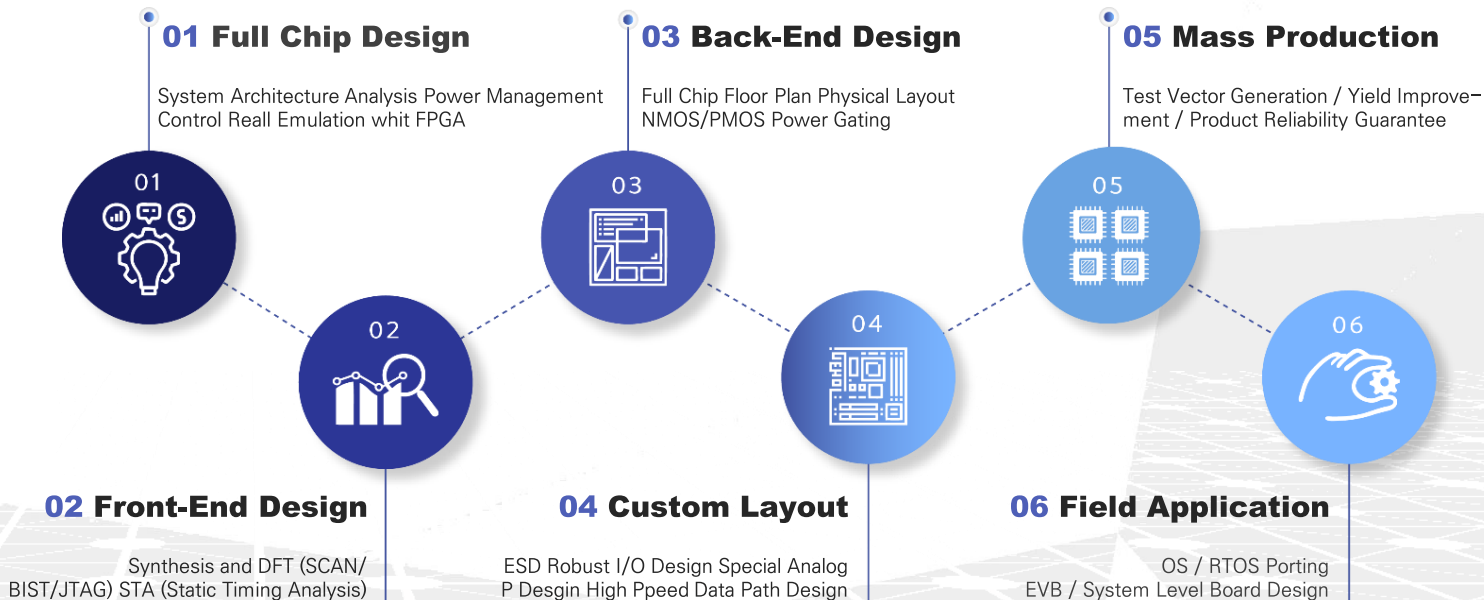 01 Full Chip Design
System Architecture Analysis Power Management
Control Reall Emulation whit FPGA
01
02
02 Front-End Design
Synthesis and DFT (SCAN/
BIST/JTAG) STA (Static Timing Analysis)
03 Back-End Design
Full Chip Floor Plan Physical Layout
NMOS/PMOS Power Gating
03
04
04 Custom Layout
ESD Robust I/O Design Special Analog
P Desgin High Ppeed Data Path Design
05 Mass Production
Test Vector Generation / Yield Improve-
ment / Product Reliability Guarantee
05
06
06 Field Application
OS / RTOS Porting
EVB / System Level Board Design